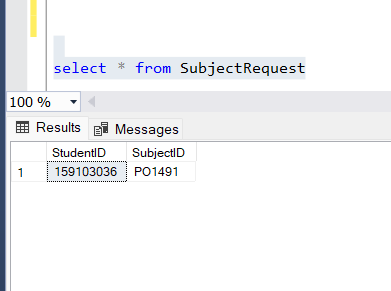 select * from SubjectRequest
100 %
Results Messages
StudentID SubjectID
1 159103036 PO1491